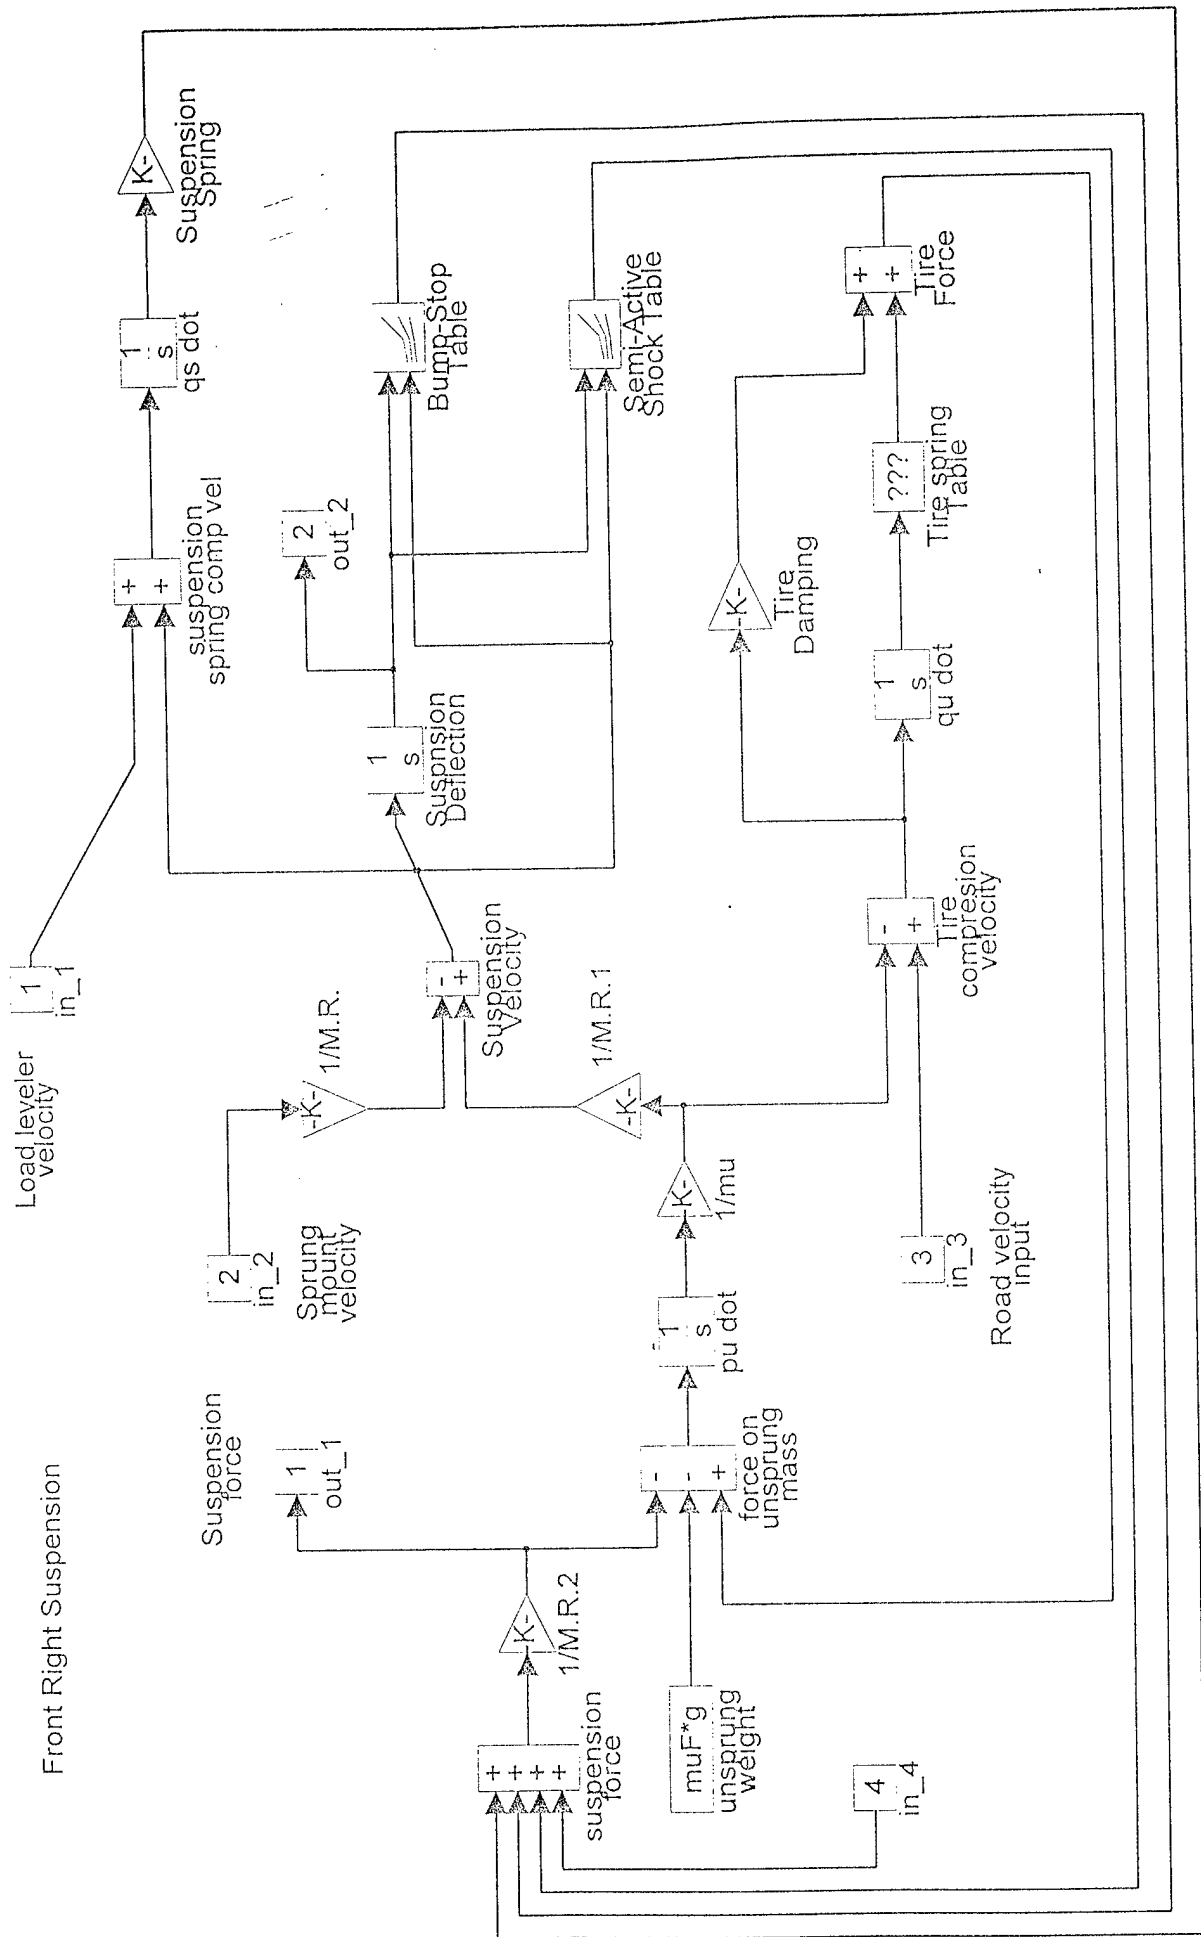 Front Right Suspension
Load leveler
velocity
1
in_1
+
+
suspension
spring comp vel
1
s
qs dot
K-
Suspension
Spring
2
in_2
Sprung
mount
velocity
-K-
1/M.R.
-
+
Suspension
Velocity
1
s
Suspnsion
Deflection
2
out_2
Bump-Stop
Table
Semi-Active
Shock Table
Suspension
force
1
out_1
+
+
+
+
suspension
force
K-
1/M.R.2
-
-
+
force on
unsprung
mass
1
s
pu dot
K-
1/mu
-K-
1/M.R.1
muF*g
unsprung
weight
4
in_4
3
in_3
Road velocity
input
-
+
Tire
compresion
velocity
-K-
Tire
Damping
1
s
qu dot
???
Tire spring
Table
+
+
Tire
Force